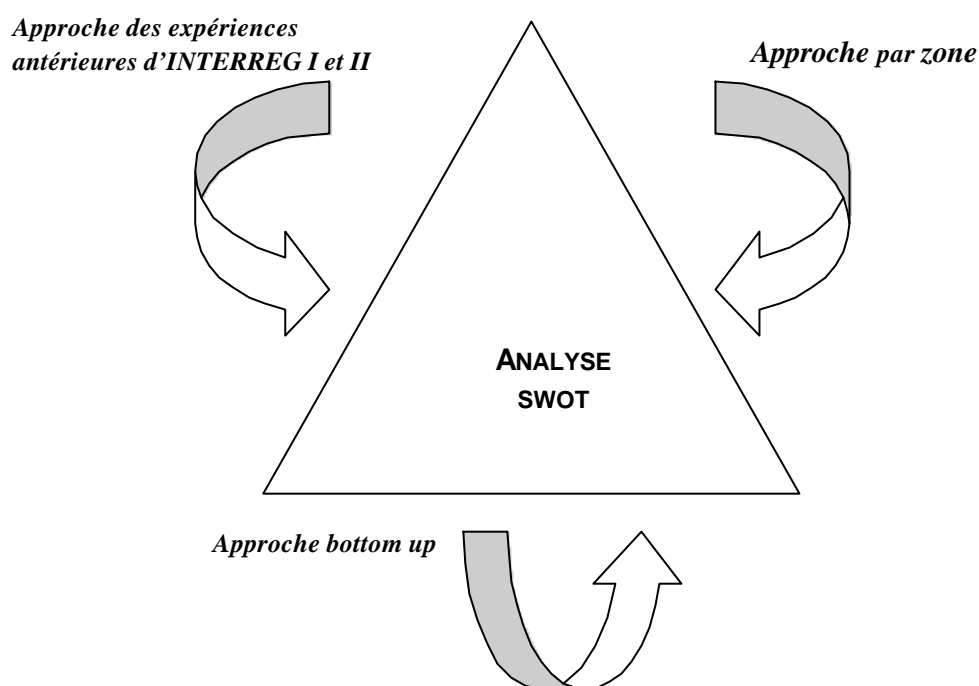 Approche des expériences
antérieures d'INTERREG I et II
Approche par zone
ANALYSE
SWOT
Approche bottom up